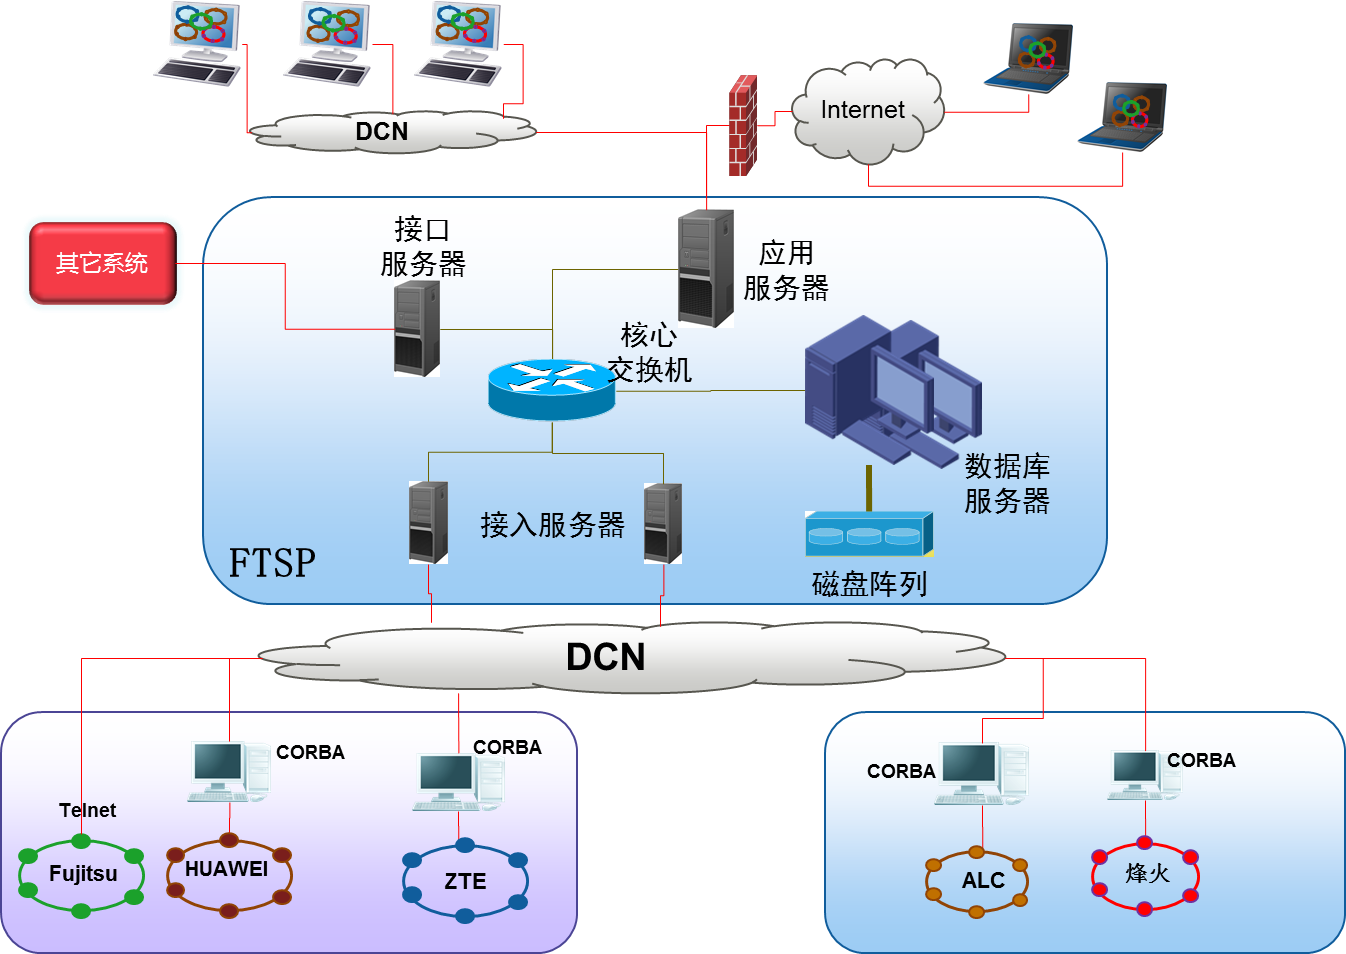 DCN
Internet
其它系统
接口
服务器
应用
服务器
核心
交换机
数据库
服务器
接入服务器
FTSP
磁盘阵列
DCN
CORBA
CORBA
CORBA
CORBA
Telnet
Fujitsu
HUAWEI
ZTE
ALC
烽火